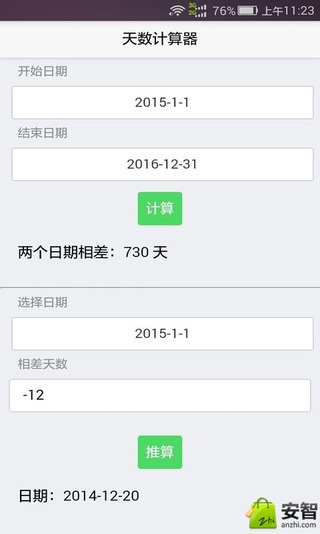 76% 上午11:23
天数计算器
开始日期
2015-1-1
结束日期
2016-12-31
计算
两个日期相差：730 天
选择日期
2015-1-1
相差天数
-12
推算
日期：2014-12-20
安智
anzhi.com